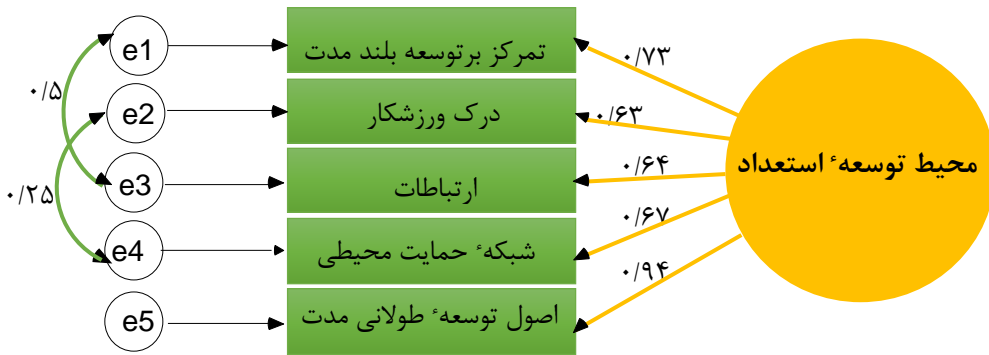 e1
تمرکز برتوسعه بلند مدت
۰/۷۳
۰/۵
e2
درک ورزشکار
۰/۶۳
محیط توسعهٔ استعداد
e3
ارتباطات
۰/۶۴
۰/۲۵
e4
شبکهٔ حمایت محیطی
۰/۶۷
e5
اصول توسعهٔ طولانی مدت
۰/۹۴